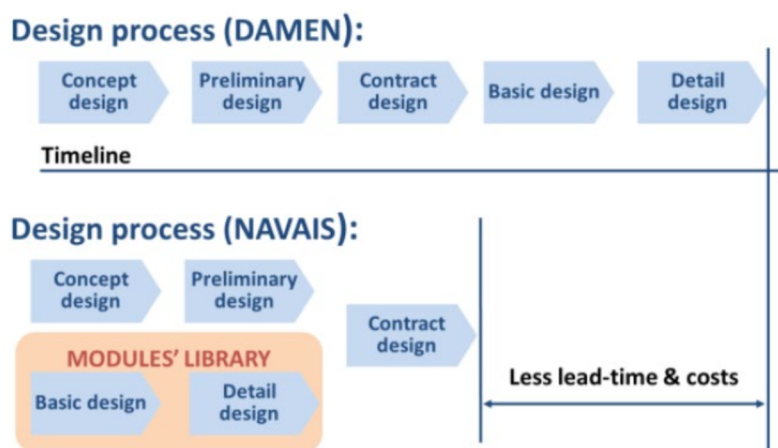 Design process (DAMEN):
Concept
design
Preliminary
design
Contract
design
Basic design
Detail
design
Timeline
Design process (NAVAIS):
Concept
design
Preliminary
design
Contract
design
MODULES' LIBRARY
Basic design
Detail
design
Less lead-time & costs